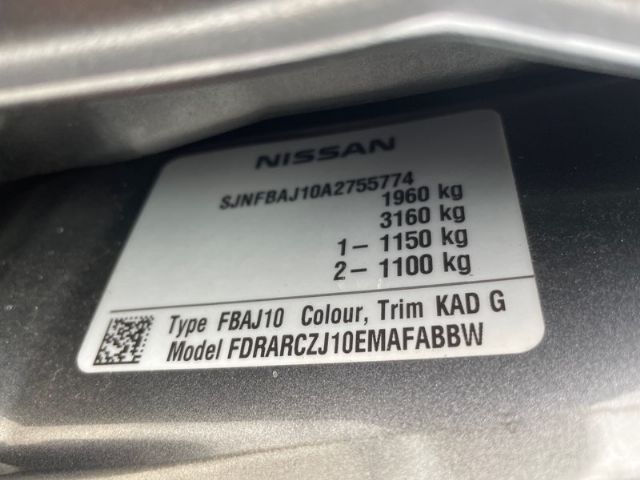 NISSAN
SJNFBAJ10A2755774
1960 kg
3160 kg
1– 1150 kg
2– 1100 kg
Type FBAJ10 Colour, Trim KAD G
Model FDRARCZJ10EMAFABBW